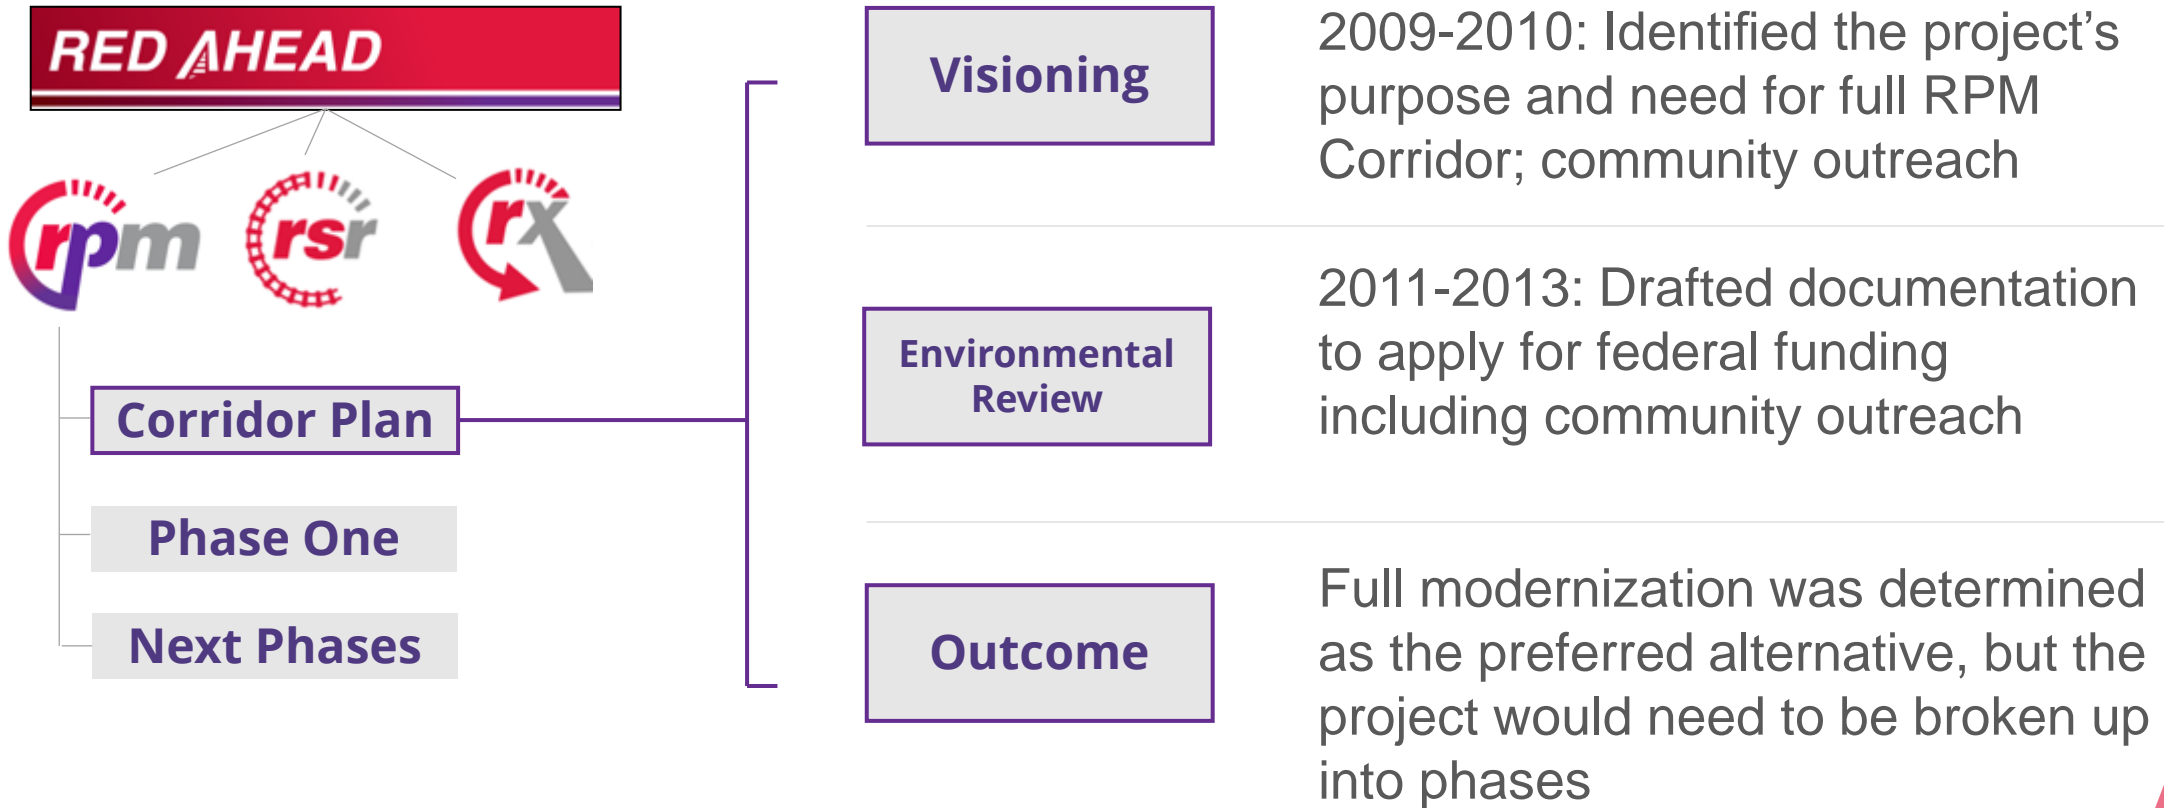 RED AHEAD
rpm
rsr
rx
Corridor Plan
Phase One
Next Phases
Visioning
2009-2010: Identified the project’s
purpose and need for full RPM
Corridor; community outreach
Environmental
Review
2011-2013: Drafted documentation
to apply for federal funding
including community outreach
Outcome
Full modernization was determined
as the preferred alternative, but the
project would need to be broken up
into phases